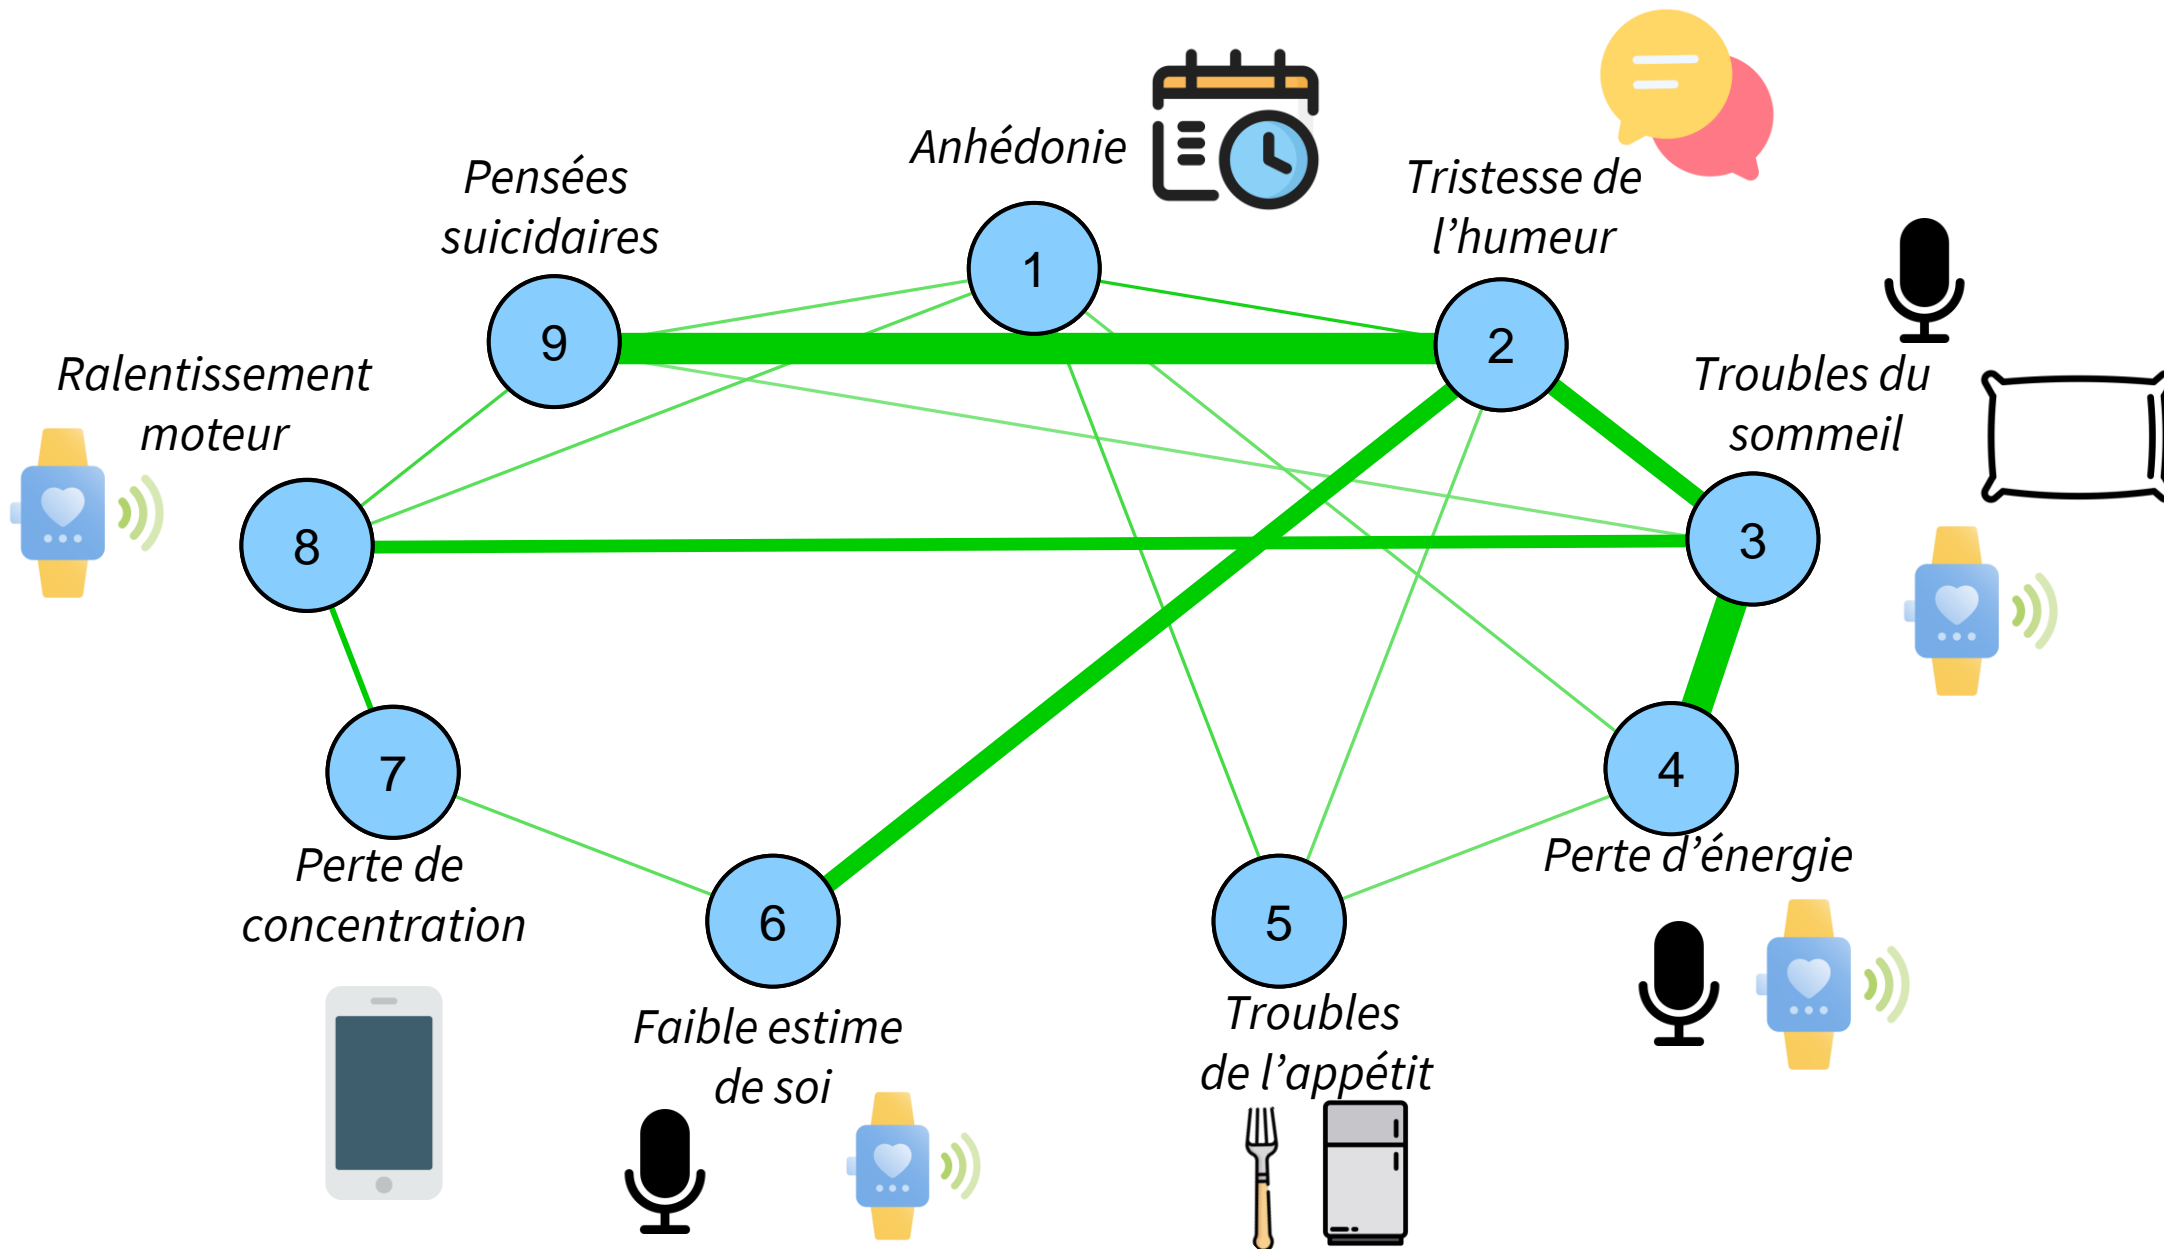 Anhédonie
1
Tristesse de
l’humeur
2
Troubles du
sommeil
3
4
Perte d’énergie
5
Troubles
de l’appétit
6
Faible estime
de soi
7
Perte de
concentration
Ralentissement
moteur
8
Pensées
suicidaires
9